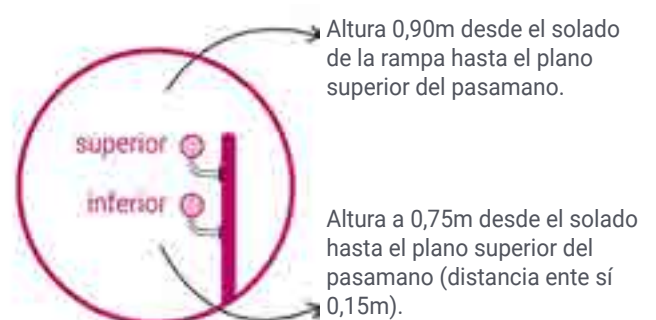 Altura 0,90m desde el solado
de la rampa hasta el plano
superior del pasamano.
superior
inferior
Altura a 0,75m desde el solado
hasta el plano superior del
pasamano (distancia ente sí
0,15m).